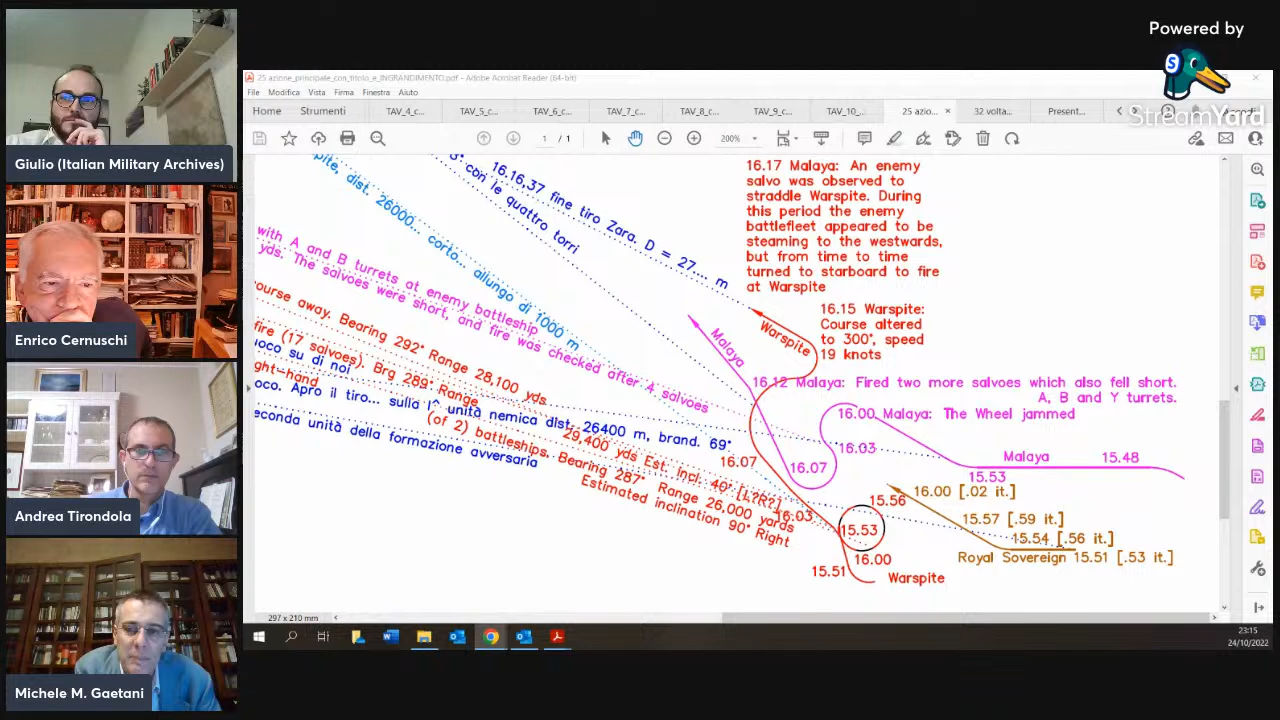 Powered by
StreamYard
Giulio (Italian Military Archives)
Enrico Cernuschi
Andrea Tirondola
Michele M. Gaetani
25 azione_principale_con_titolo_e_INGRANDIMENTO.pdf - Adobe Acrobat Reader (64-bit)
File Modifica Vista Firma Finestra Aiuto
Home Strumenti TAV_4_c... TAV_5_c... TAV_6_c... TAV_7_c... TAV_8_c... TAV_9_c... TAV_10_... 25 azio... × 32 volta... Present...
1 / 1 200%
16.16,37 fine tiro Zara. D = 27... m
con le quattro torri
dist. 26000... corto... allungo di 1000 m
with A and B turrets at enemy battleship
yds. The salvoes were short, and fire was checked after 4 salvoes
course away. Bearing 292° Range 28,100 yds
fire (17 salvoes). Brg 289° Range
29,400 yds Est. incl. 40° [L?R?]
uoco su di noi
oco. Apro il tiro... sulla 1^ unità nemica dist. 26400 m, brand. 69°
ght-hand
(of 2) battleships. Bearing 287° Range 26,000 yards
Estimated inclination 90° Right
econda unità della formazione avversaria
16.17 Malaya: An enemy
salvo was observed to
straddle Warspite. During
this period the enemy
battlefleet appeared to be
steaming to the westwards,
but from time to time
turned to starboard to fire
at Warspite
16.15 Warspite:
Course altered
to 300°, speed
19 knots
Warspite
Malaya
16.12 Malaya: Fired two more salvoes which also fell short.
A, B and Y turrets.
16.00 Malaya: The Wheel jammed
16.03
16.07
16.07
Malaya 15.48
15.53
16.03
15.56
15.53
16.00
15.51
Warspite
16.00 [.02 it.]
15.57 [.59 it.]
15.54 [.56 it.]
Royal Sovereign 15.51 [.53 it.]
297 x 210 mm
23:15
24/10/2022